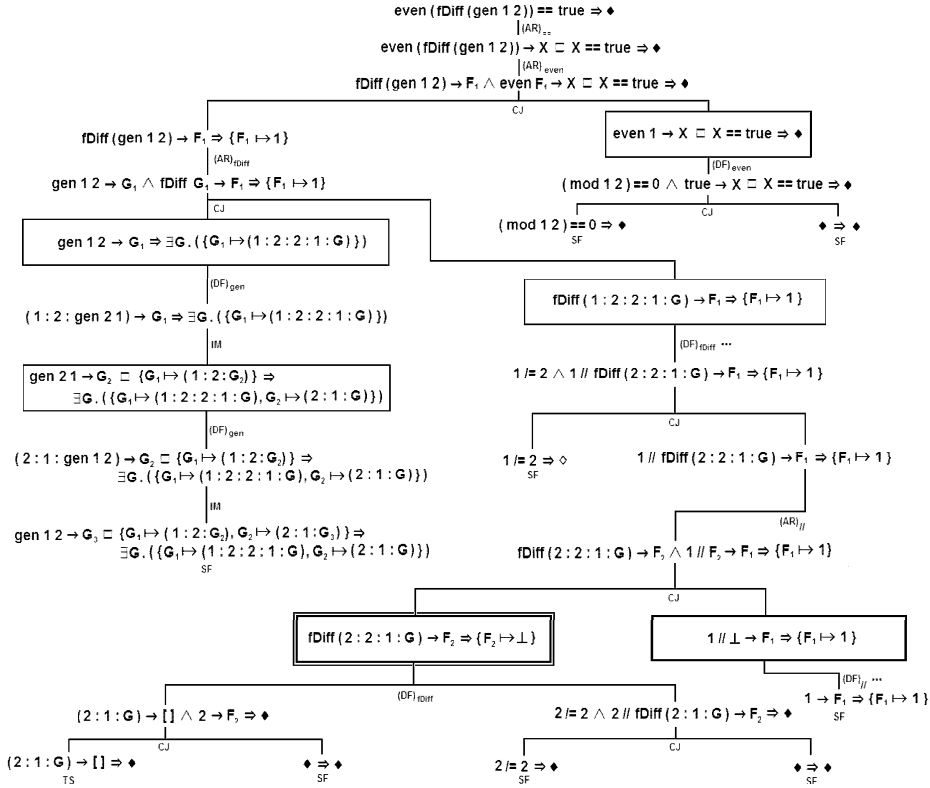 even (fDiff (gen 1 2)) == true ⇒ ♦
(AR)==
even (fDiff (gen 1 2)) → X □ X == true ⇒ ♦
(AR)even
fDiff (gen 1 2) → F₁ ∧ even F₁ → X □ X == true ⇒ ♦
CJ
fDiff (gen 1 2) → F₁ ⇒ {F₁ ↦ 1}
even 1 → X □ X == true ⇒ ♦
(AR)fDiff
(DF)even
gen 1 2 → G₁ ∧ fDiff G₁ → F₁ ⇒ {F₁ ↦ 1}
(mod 1 2) == 0 ∧ true → X □ X == true ⇒ ♦
CJ
CJ
(mod 1 2) == 0 ⇒ ♦
SF
♦ ⇒ ♦
SF
gen 1 2 → G₁ ⇒ ∃G. ({G₁ ↦ (1 : 2 : 2 : 1 : G)})
(DF)gen
fDiff (1 : 2 : 2 : 1 : G) → F₁ ⇒ {F₁ ↦ 1}
(1 : 2 : gen 2 1) → G₁ ⇒ ∃G. ({G₁ ↦ (1 : 2 : 2 : 1 : G)})
IM
(DF)fDiff ...
gen 2 1 → G₂ □ {G₁ ↦ (1 : 2 : G₂)} ⇒
∃G. ({G₁ ↦ (1 : 2 : 2 : 1 : G), G₂ ↦ (2 : 1 : G)})
1 /= 2 ∧ 1 // fDiff (2 : 2 : 1 : G) → F₁ ⇒ {F₁ ↦ 1}
CJ
(DF)gen
(2 : 1 : gen 1 2) → G₂ □ {G₁ ↦ (1 : 2 : G₂)} ⇒
∃G. ({G₁ ↦ (1 : 2 : 2 : 1 : G), G₂ ↦ (2 : 1 : G)})
1 /= 2 ⇒ ◇
SF
1 // fDiff (2 : 2 : 1 : G) → F₁ ⇒ {F₁ ↦ 1}
IM
(AR)//
gen 1 2 → G₃ □ {G₁ ↦ (1 : 2 : G₂), G₂ ↦ (2 : 1 : G₃)} ⇒
∃G. ({G₁ ↦ (1 : 2 : 2 : 1 : G), G₂ ↦ (2 : 1 : G)})
SF
fDiff (2 : 2 : 1 : G) → F₂ ∧ 1 // F₂ → F₁ ⇒ {F₁ ↦ 1}
CJ
fDiff (2 : 2 : 1 : G) → F₂ ⇒ {F₂ ↦ ⊥}
1 // ⊥ → F₁ ⇒ {F₁ ↦ 1}
(DF)fDiff
(DF)// ...
1 → F₁ ⇒ {F₁ ↦ 1}
SF
(2 : 1 : G) → [ ] ∧ 2 → F₂ ⇒ ♦
CJ
2 /= 2 ∧ 2 // fDiff (2 : 1 : G) → F₂ ⇒ ♦
CJ
(2 : 1 : G) → [ ] ⇒ ♦
TS
♦ ⇒ ♦
SF
2 /= 2 ⇒ ♦
SF
♦ ⇒ ♦
SF